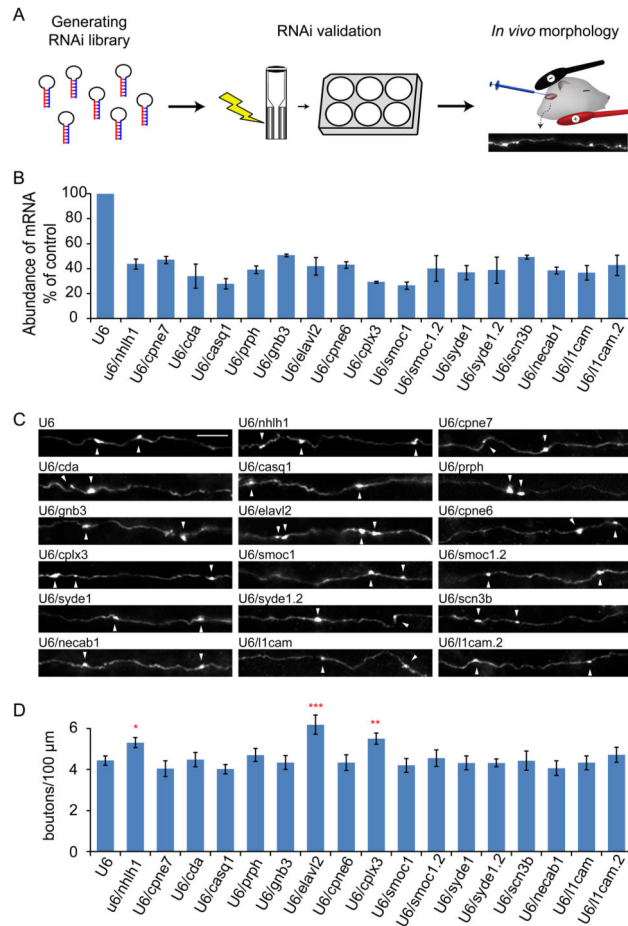 A
Generating
RNAi library
RNAi validation
In vivo morphology
B
Abundance of mRNA
% of control
100
80
60
40
20
0
U6
u6/nhlh1
U6/cpne7
U6/cda
U6/casq1
U6/prph
U6/gnb3
U6/elavl2
U6/cpne6
U6/cplx3
U6/smoc1
U6/smoc1.2
U6/syde1
U6/syde1.2
U6/scn3b
U6/necab1
U6/l1cam
U6/l1cam.2
C
U6 U6/nhlh1 U6/cpne7
U6/cda U6/casq1 U6/prph
U6/gnb3 U6/elavl2 U6/cpne6
U6/cplx3 U6/smoc1 U6/smoc1.2
U6/syde1 U6/syde1.2 U6/scn3b
U6/necab1 U6/l1cam U6/l1cam.2
D
boutons/100 µm
6
4
2
0
*
***
**
U6
u6/nhlh1
U6/cpne7
U6/cda
U6/casq1
U6/prph
U6/gnb3
U6/elavl2
U6/cpne6
U6/cplx3
U6/smoc1
U6/smoc1.2
U6/syde1
U6/syde1.2
U6/scn3b
U6/necab1
U6/l1cam
U6/l1cam.2